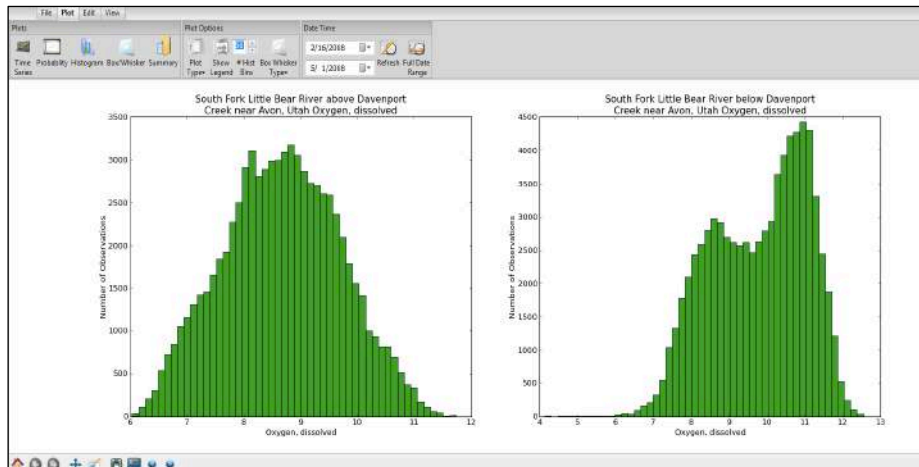 File Plot Edit View
Plots
Plot Options
Date Time
2/16/2008
5/ 1/2008
Time Series
Probability
Histogram
Box/Whisker
Summary
Plot Type
Show Legend
#Hist Bins
Box Whisker Type
Refresh
Full Date Range
South Fork Little Bear River above Davenport
Creek near Avon, Utah Oxygen, dissolved
3500
3000
2500
2000
1500
1000
500
0
Number of Observations
6 7 8 9 10 11 12
Oxygen, dissolved
South Fork Little Bear River below Davenport
Creek near Avon, Utah Oxygen, dissolved
4500
4000
3500
3000
2500
2000
1500
1000
500
0
Number of Observations
4 5 6 7 8 9 10 11 12 13
Oxygen, dissolved